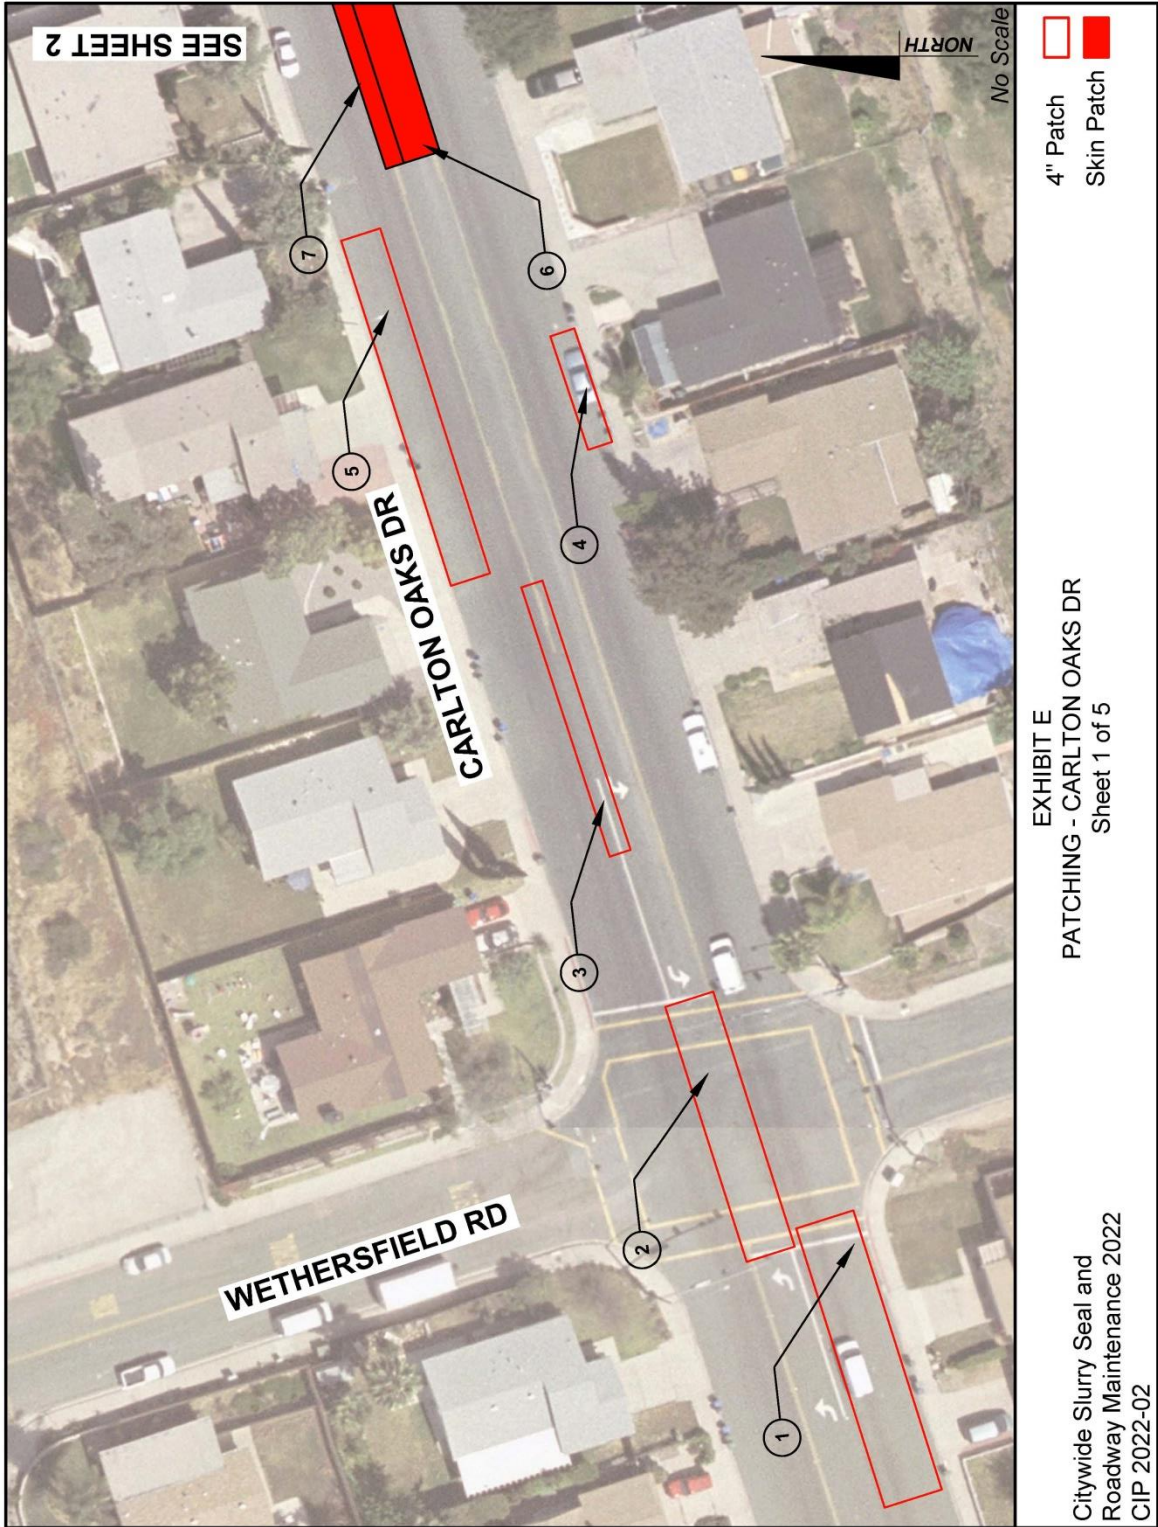 SEE SHEET 2
NORTH
No Scale
7
6
5
4
CARLTON OAKS DR
3
2
WETHERSFIELD RD
1
4" Patch
Skin Patch
EXHIBIT E
PATCHING - CARLTON OAKS DR
Sheet 1 of 5
Citywide Slurry Seal and
Roadway Maintenance 2022
CIP 2022-02